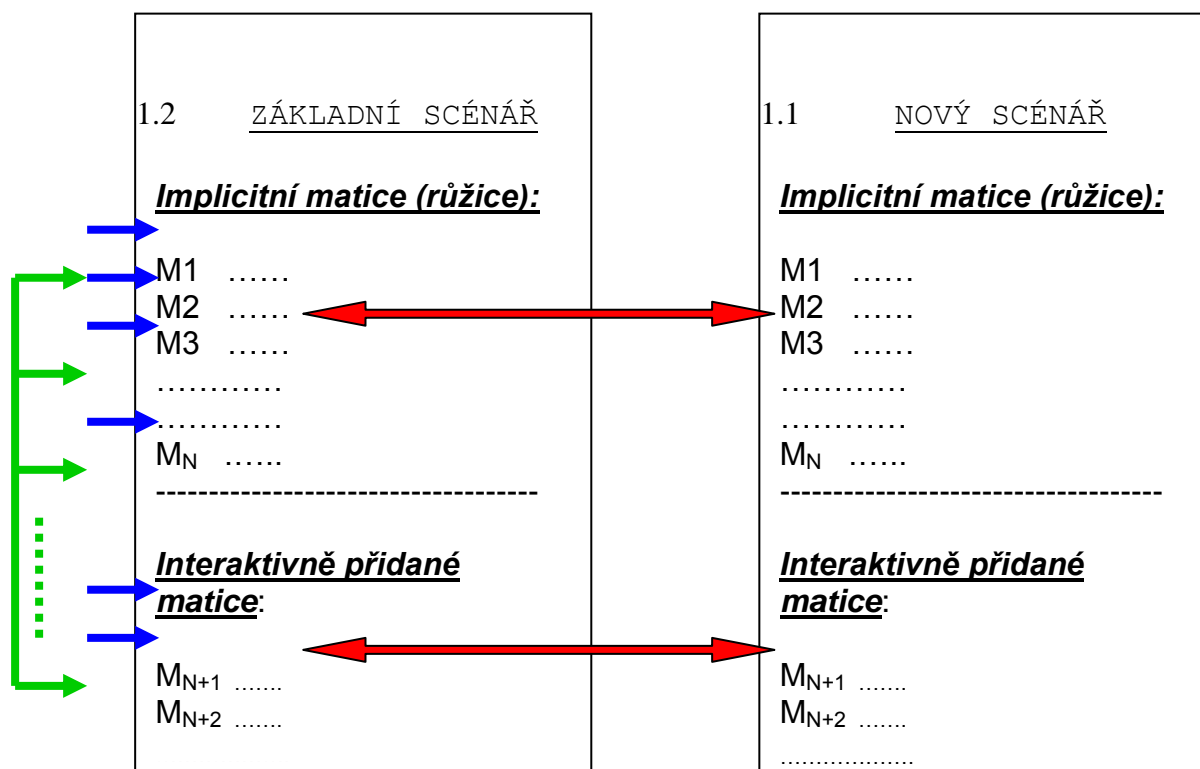 1.2 ZÁKLADNÍ SCÉNÁŘ
Implicitní matice (růžice):
M1 ……
M2 ……
M3 ……
…………
…………
MN ……
------------------------------------
Interaktivně přidané
matice:
MN+1 .......
MN+2 .......
1.1 NOVÝ SCÉNÁŘ
Implicitní matice (růžice):
M1 ……
M2 ……
M3 ……
…………
…………
MN ……
------------------------------------
Interaktivně přidané
matice:
MN+1 .......
MN+2 .......
...................